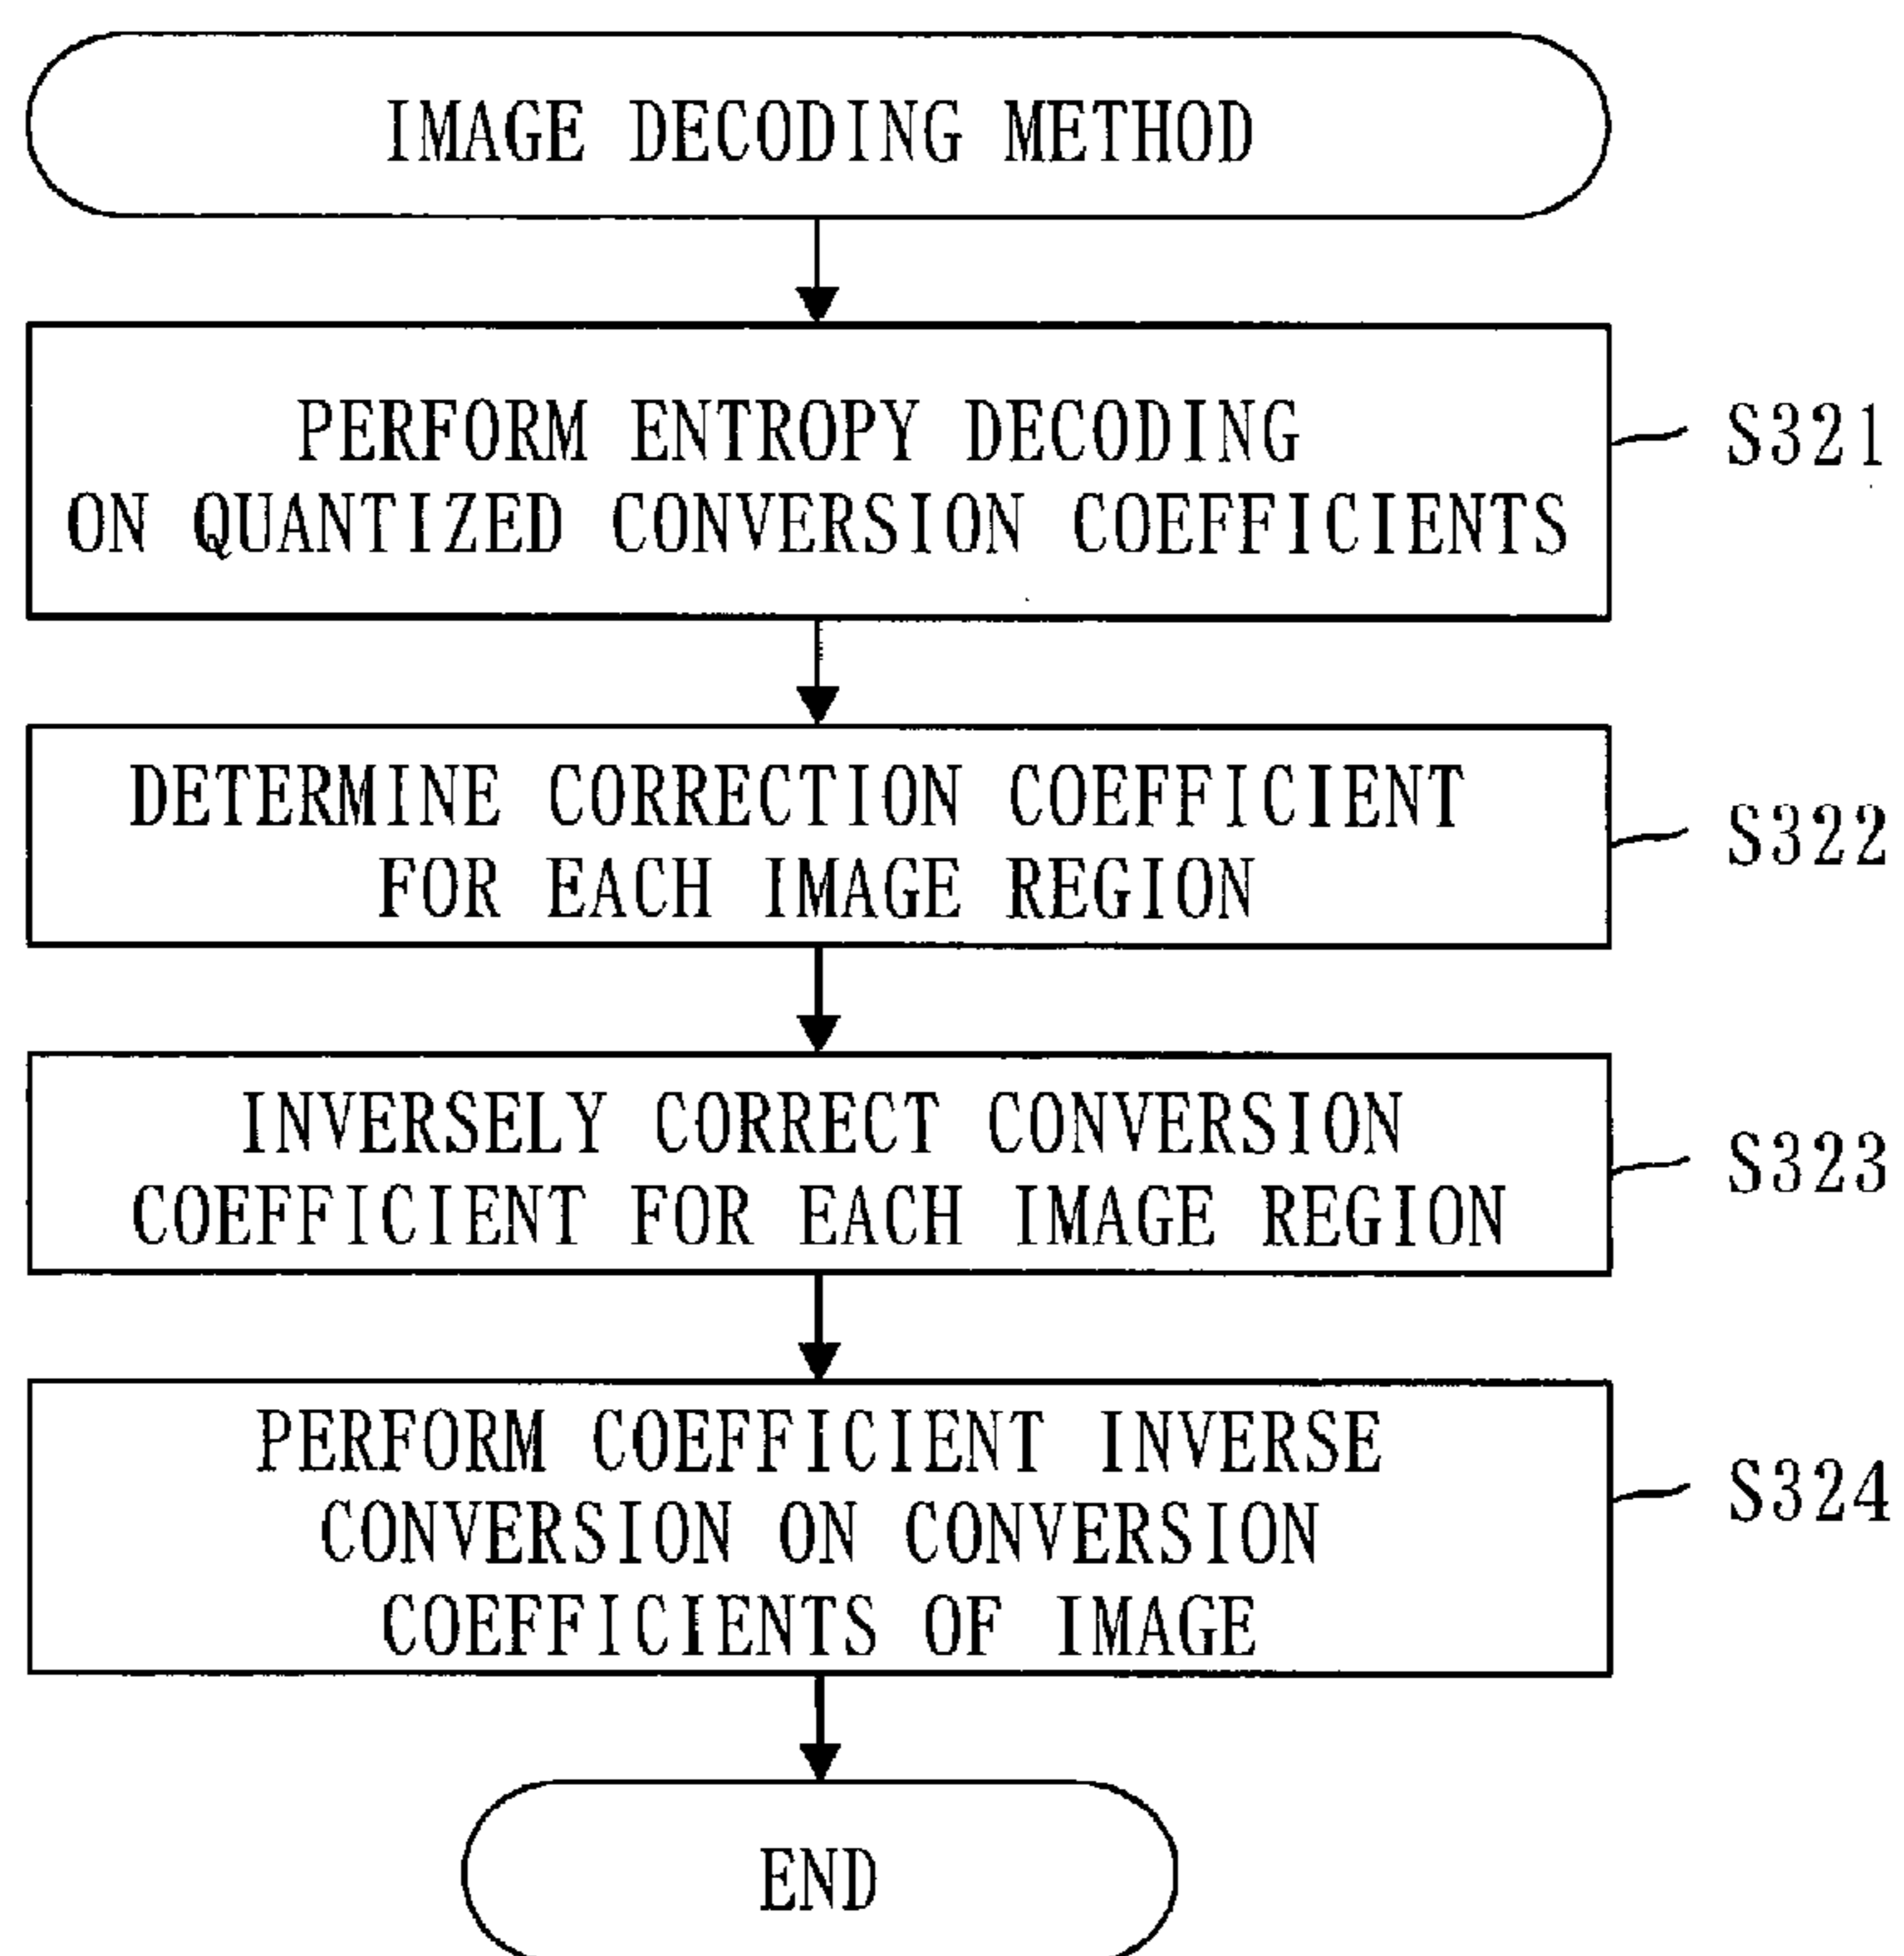 IMAGE DECODING METHOD
PERFORM ENTROPY DECODING
ON QUANTIZED CONVERSION COEFFICIENTS
S321
DETERMINE CORRECTION COEFFICIENT
FOR EACH IMAGE REGION
S322
INVERSELY CORRECT CONVERSION
COEFFICIENT FOR EACH IMAGE REGION
S323
PERFORM COEFFICIENT INVERSE
CONVERSION ON CONVERSION
COEFFICIENTS OF IMAGE
S324
END